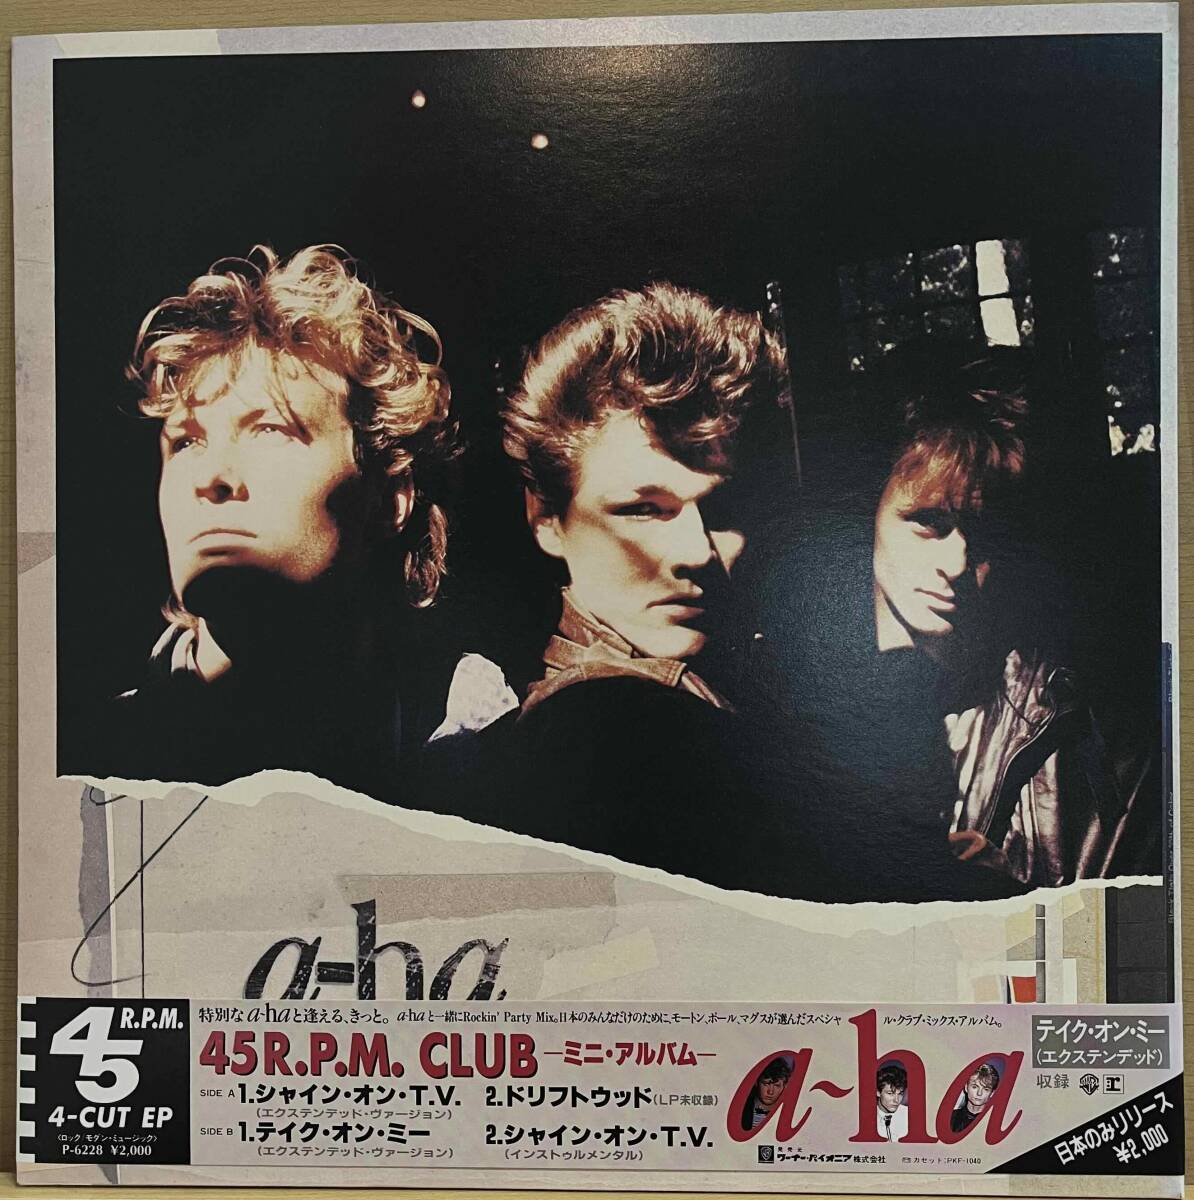 a-ha
45 R.P.M.
4-CUT EP
〈ロック/モダン・ミュージック〉
P-6228 ¥2,000
特別なa-haと逢える、きっと。 a-haと一緒にRockin' Party Mix。日本のみんなだけのために、モートン、ポール、マグスが選んだスペシャル・クラブ・ミックス・アルバム。
45 R.P.M. CLUB ―ミニ・アルバム―
SIDE A 1.シャイン・オン・T.V. 2.ドリフトウッド(LP未収録)
(エクステンデッド・ヴァージョン)
SIDE B 1.テイク・オン・ミー 2.シャイン・オン・T.V.
(エクステンデッド・ヴァージョン) (インストゥルメンタル)
a-ha
発売元 ワーナー・パイオニア株式会社 カセット:PKF-1040
テイク・オン・ミー
(エクステンデッド)
収録
日本のみリリース
¥2,000